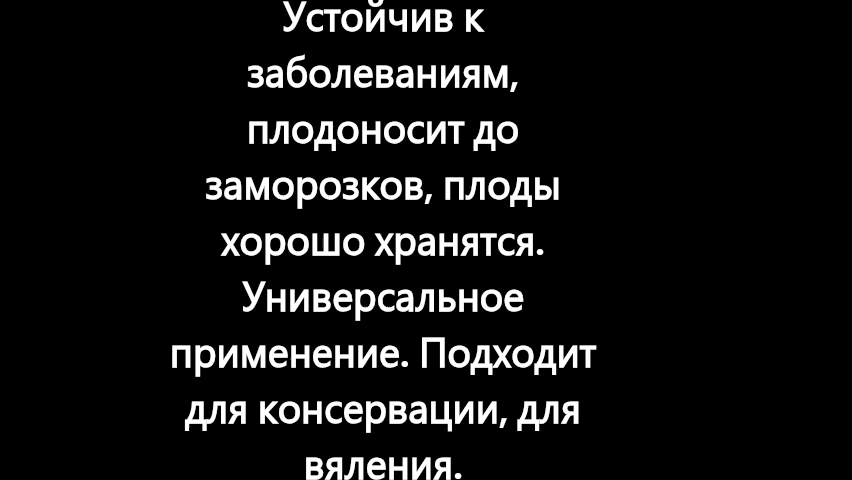 Устойчив к
заболеваниям,
плодоносит до
заморозков, плоды
хорошо хранятся.
Универсальное
применение. Подходит
для консервации, для
вяления.